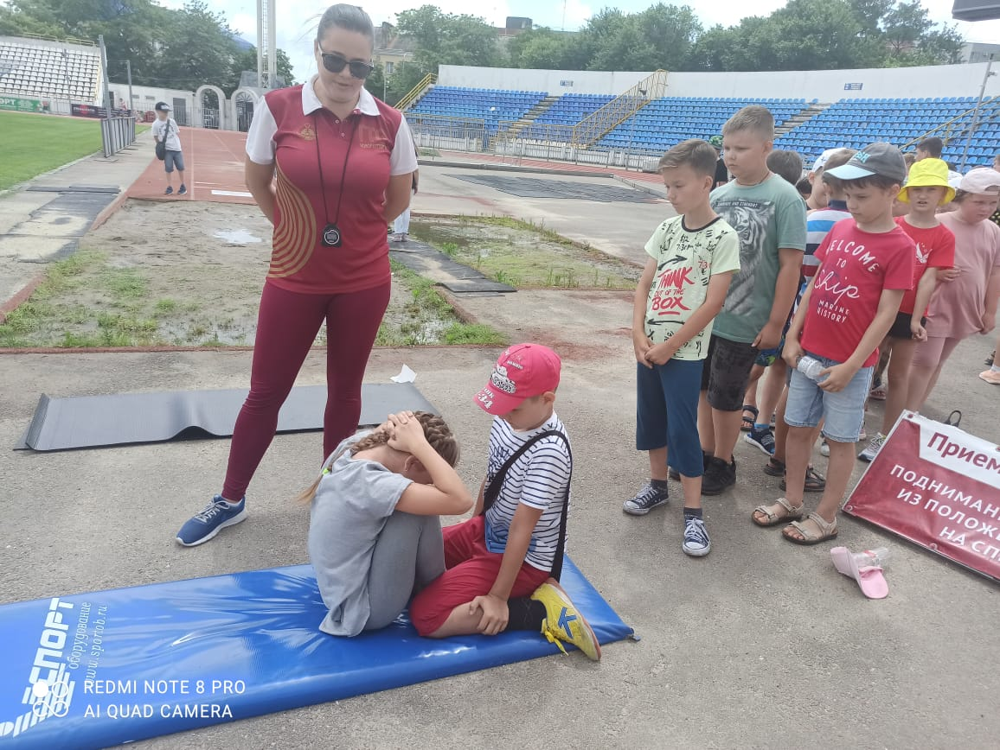 THINK
OUT OF THE
BOX
WELCOME
TO
Ship
MARINE
HISTORY
Прием
ПОДНИМАН
ИЗ ПОЛОЖ
НА СП
СПОРТ
оборудование
www.sportob.ru
REDMI NOTE 8 PRO
AI QUAD CAMERA